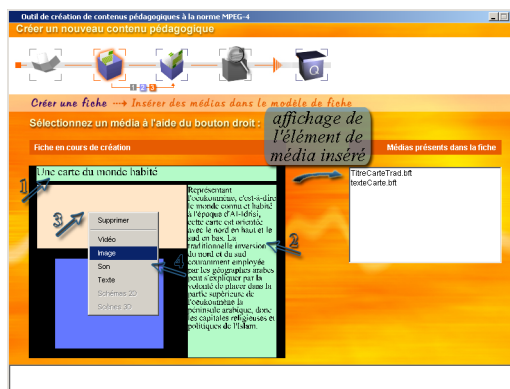 Outil de création de contenus pédagogiques à la norme MPEG-4
Créer un nouveau contenu pédagogique
1 2 3
Créer une fiche ---> Insérer des médias dans le modèle de fiche
Sélectionnez un média à l'aide du bouton droit :
affichage de
l'élément de
média inséré
Fiche en cours de création
Médias présents dans la fiche
Une carte du monde habité
TitreCarteTrad.bft
texteCarte.bft
1
Représentant
l'oekoumène, c'est-à-dire
le monde connu et habité
à l'époque d'Al-Idrisi,
cette carte est orientée
avec le nord en haut et le
sud en bas. La
traditionnelle inversion
du nord et du sud
couramment employée
par les géographes arabes
peut s'expliquer par la
volonté de placer dans la
partie supérieure de
l'oekoumène la
péninsule arabique, donc
les capitales religieuses et
politiques de l'Islam.
2
3
Supprimer
Vidéo
Image
Son
Texte
Schémas 2D
Scènes 3D
4